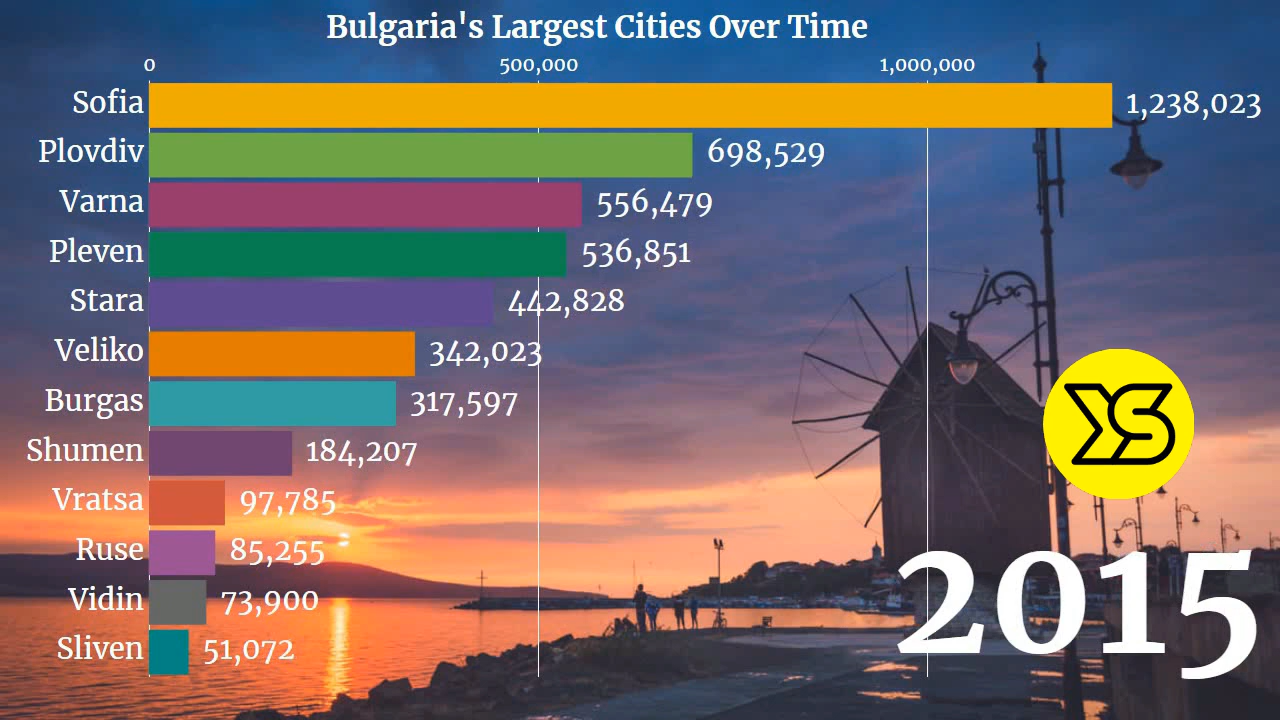 Bulgaria's Largest Cities Over Time
0 500,000 1,000,000
Sofia 1,238,023
Plovdiv 698,529
Varna 556,479
Pleven 536,851
Stara 442,828
Veliko 342,023
Burgas 317,597
Shumen 184,207
Vratsa 97,785
Ruse 85,255
Vidin 73,900
Sliven 51,072
YS
2015